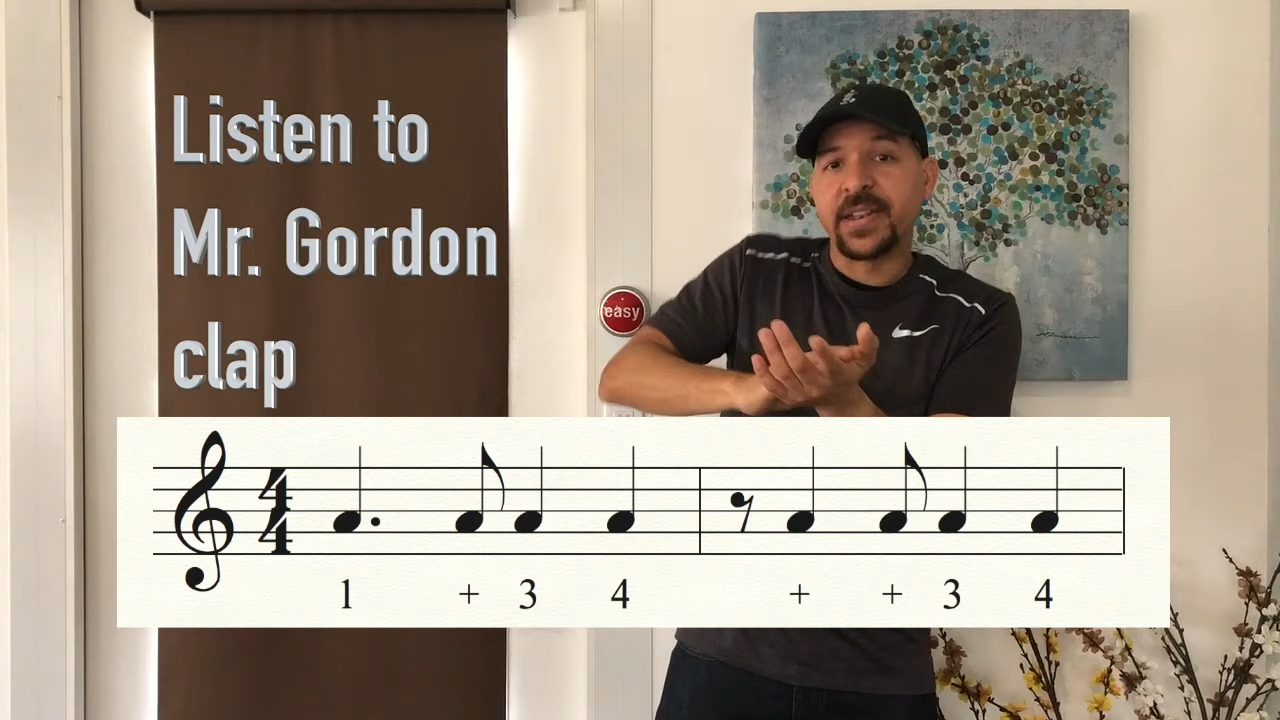 Listen to
Mr. Gordon
clap
easy
4
4
1 + 3 4 + + 3 4